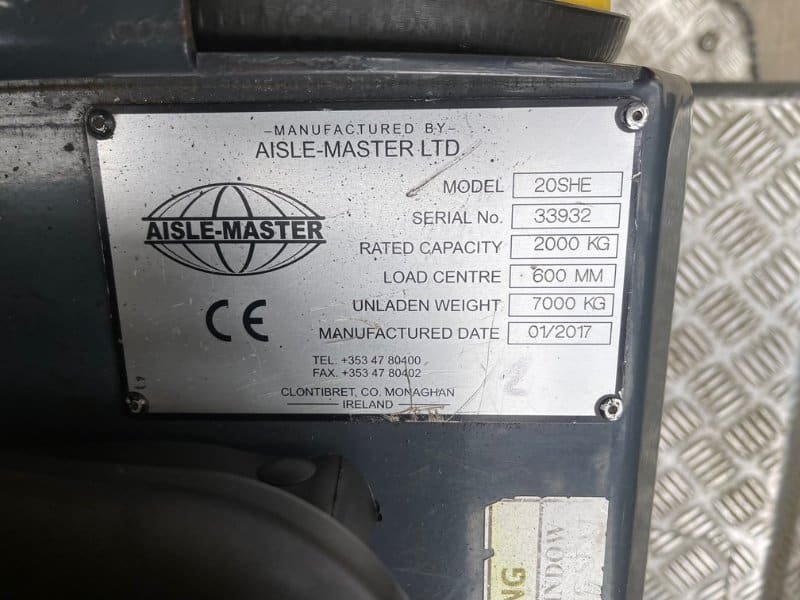 -MANUFACTURED BY-
AISLE-MASTER LTD
AISLE-MASTER
CE
MODEL 20SHE
SERIAL No. 33932
RATED CAPACITY 2000 KG
LOAD CENTRE 600 MM
UNLADEN WEIGHT 7000 KG
MANUFACTURED DATE 01/2017
TEL. +353 47 80400
FAX. +353 47 80402
CLONTIBRET, CO. MONAGHAN
IRELAND